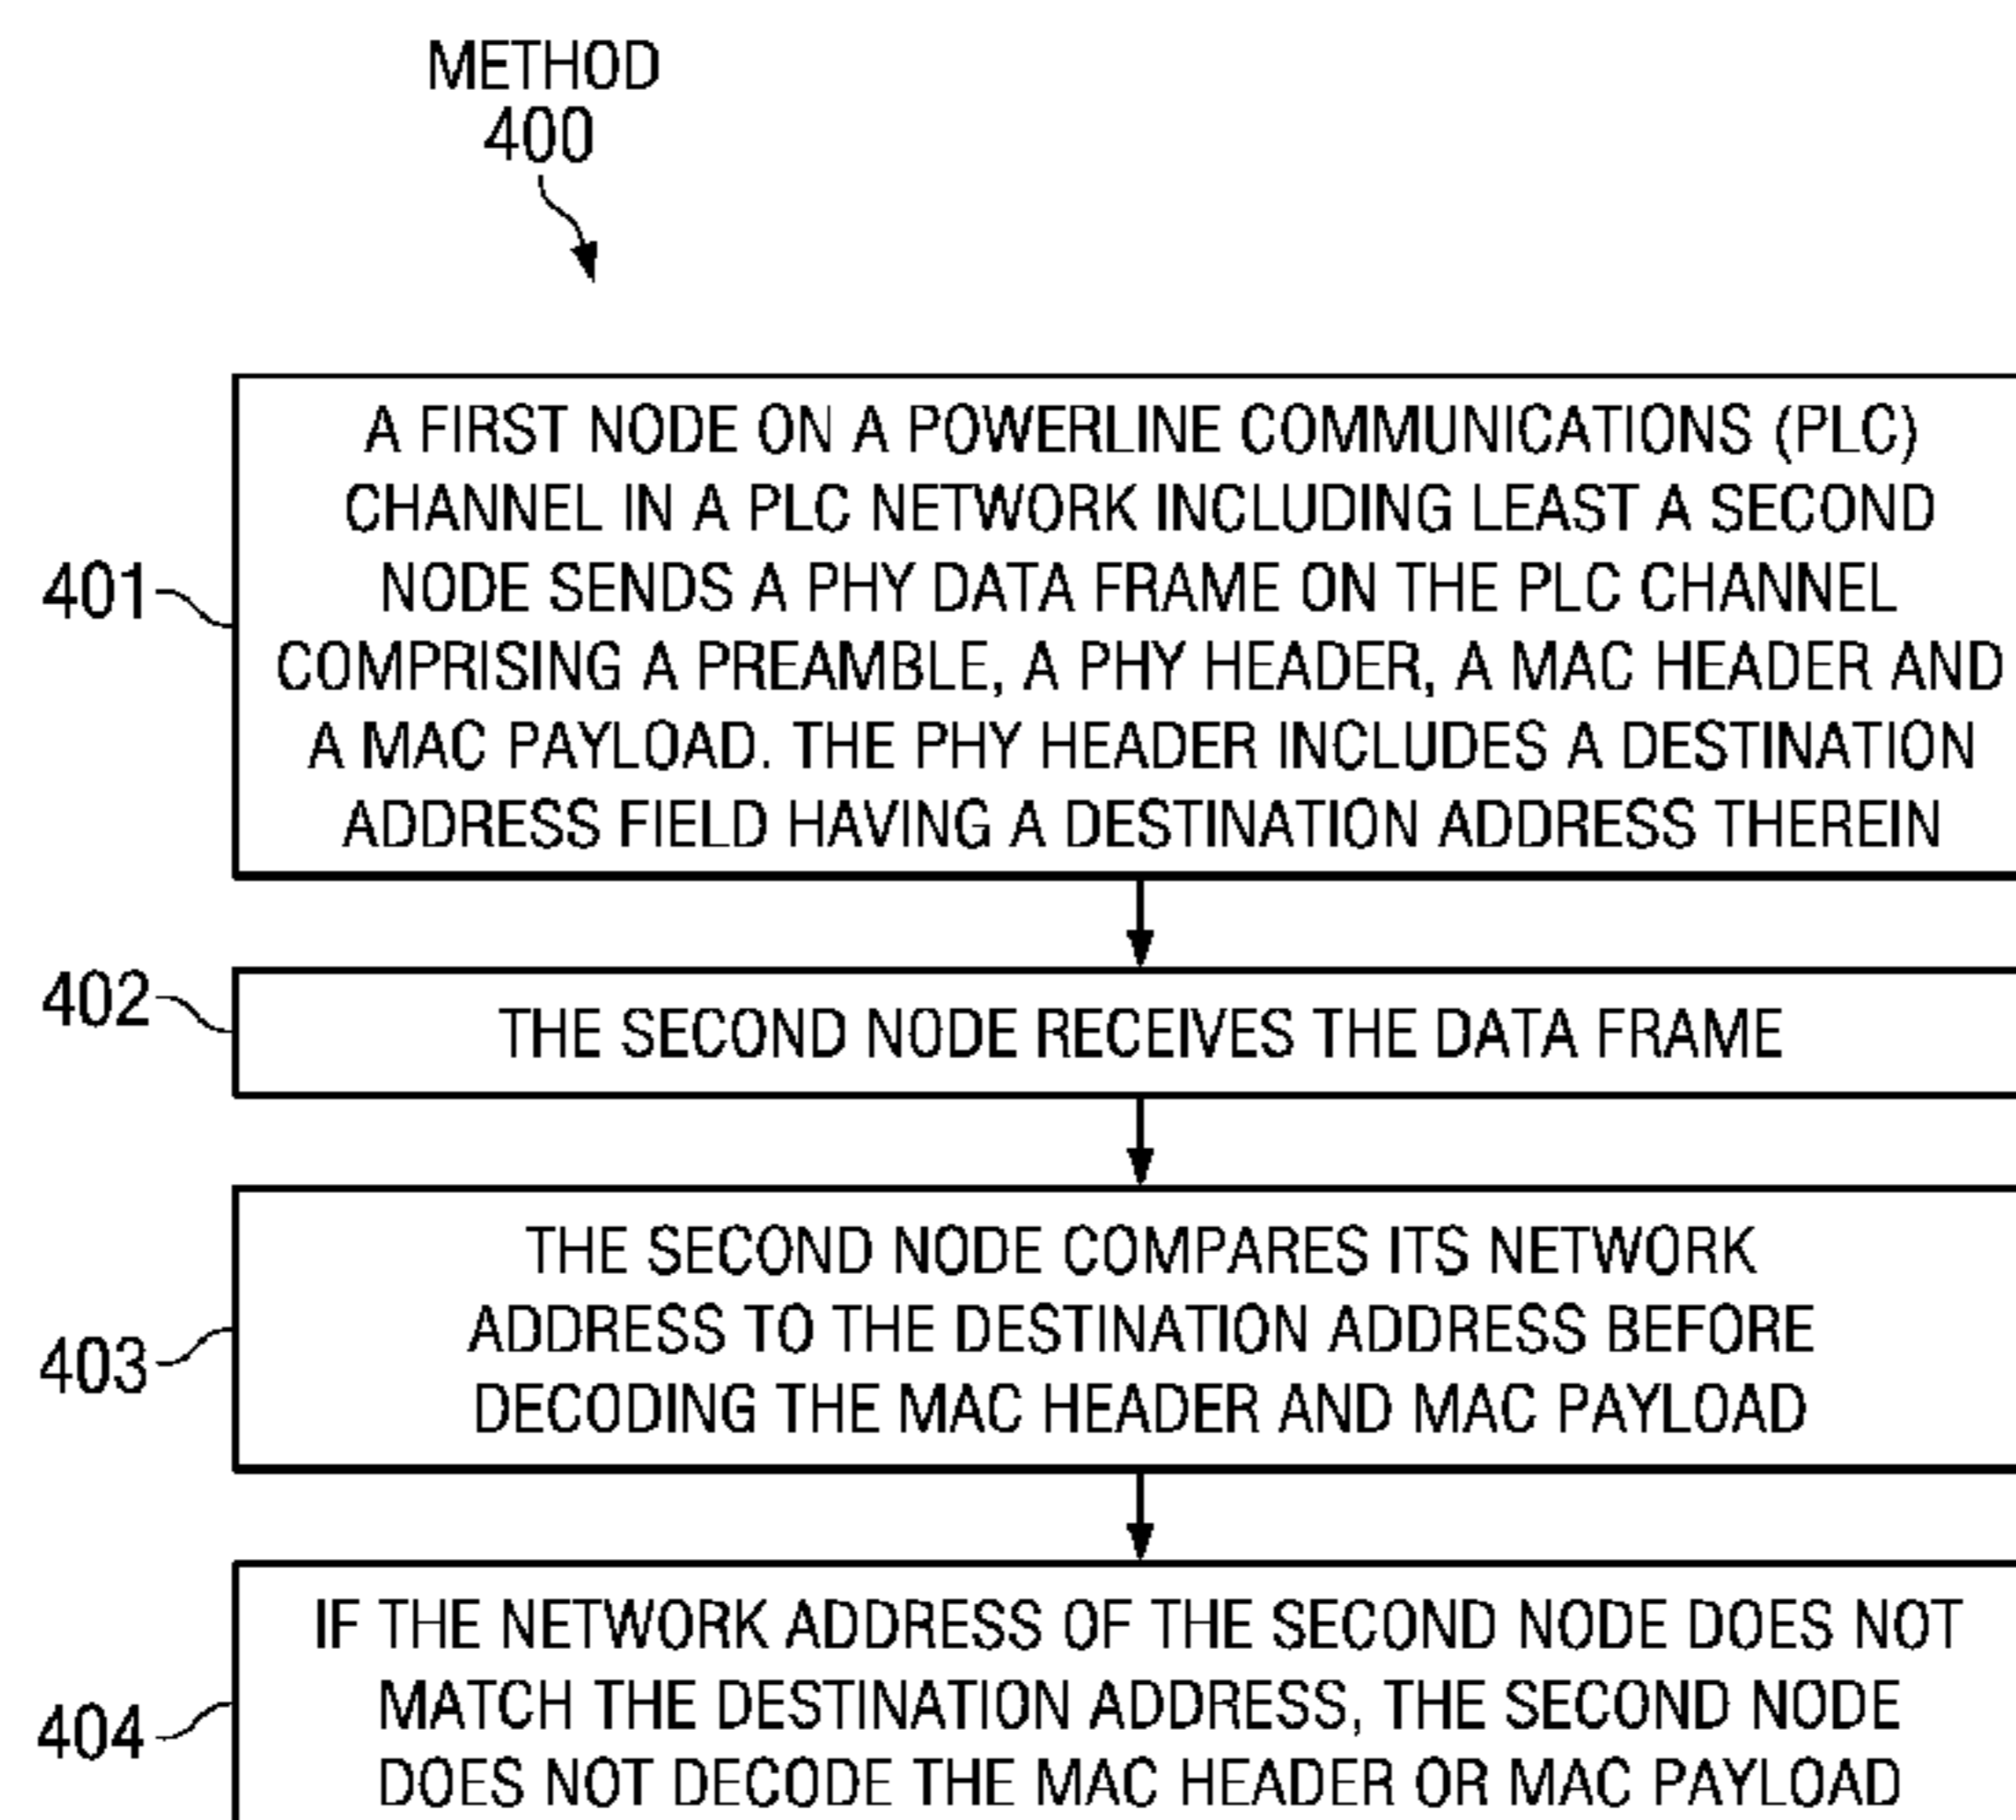 METHOD
400
401
A FIRST NODE ON A POWERLINE COMMUNICATIONS (PLC)
CHANNEL IN A PLC NETWORK INCLUDING LEAST A SECOND
NODE SENDS A PHY DATA FRAME ON THE PLC CHANNEL
COMPRISING A PREAMBLE, A PHY HEADER, A MAC HEADER AND
A MAC PAYLOAD. THE PHY HEADER INCLUDES A DESTINATION
ADDRESS FIELD HAVING A DESTINATION ADDRESS THEREIN
402
THE SECOND NODE RECEIVES THE DATA FRAME
403
THE SECOND NODE COMPARES ITS NETWORK
ADDRESS TO THE DESTINATION ADDRESS BEFORE
DECODING THE MAC HEADER AND MAC PAYLOAD
404
IF THE NETWORK ADDRESS OF THE SECOND NODE DOES NOT
MATCH THE DESTINATION ADDRESS, THE SECOND NODE
DOES NOT DECODE THE MAC HEADER OR MAC PAYLOAD